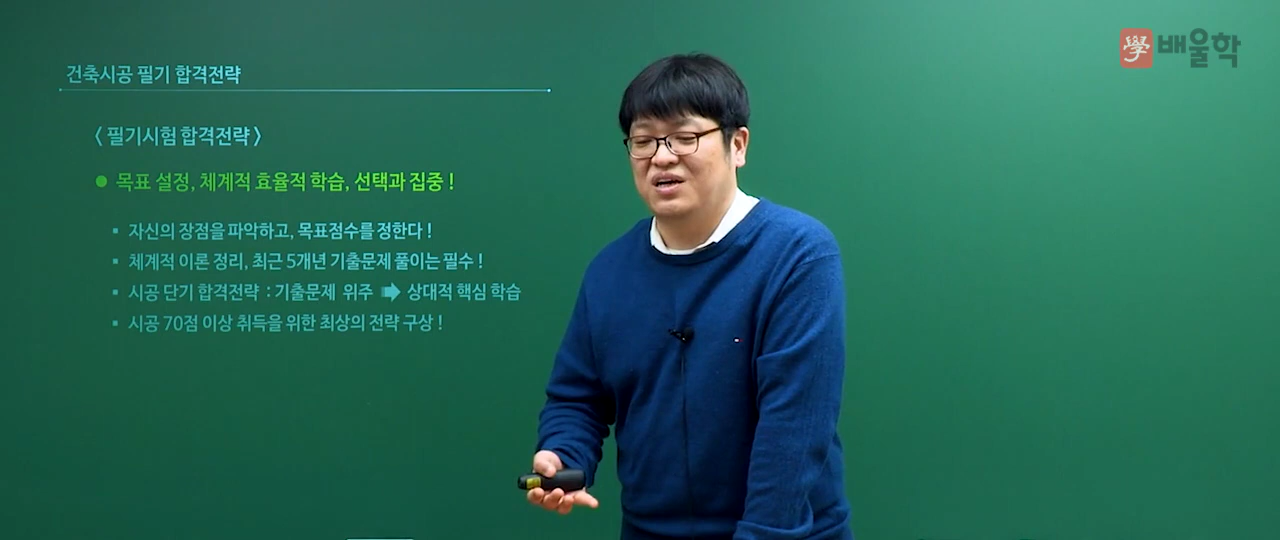 學 배울학
건축시공 필기 합격전략
< 필기시험 합격전략 >
● 목표 설정, 체계적 효율적 학습, 선택과 집중 !
▪ 자신의 장점을 파악하고, 목표점수를 정한다 !
▪ 체계적 이론 정리, 최근 5개년 기출문제 풀이는 필수 !
▪ 시공 단기 합격전략 : 기출문제 위주 ➡ 상대적 핵심 학습
▪ 시공 70점 이상 취득을 위한 최상의 전략 구상 !